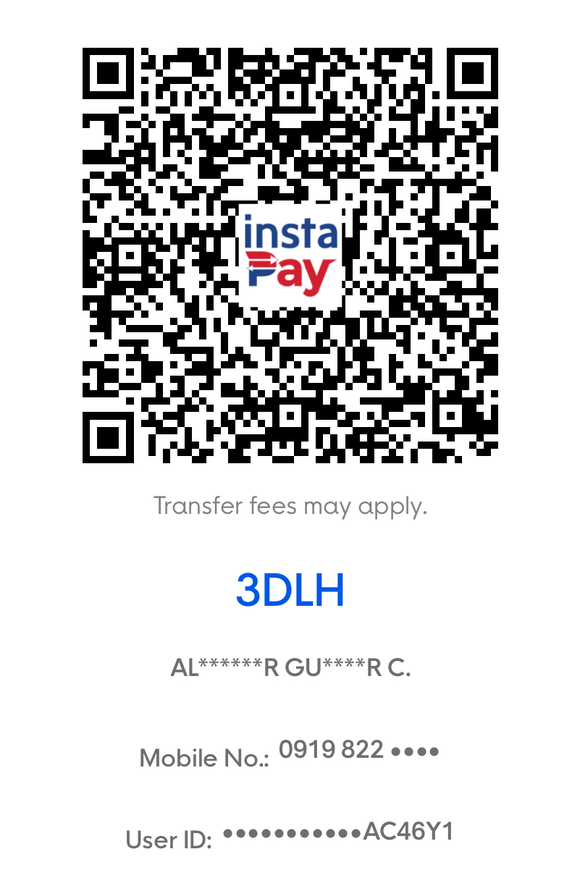 insta
Pay
Transfer fees may apply.
3DLH
AL******R GU****R C.
Mobile No.: 0919 822 ••••
User ID: •••••••••••AC46Y1